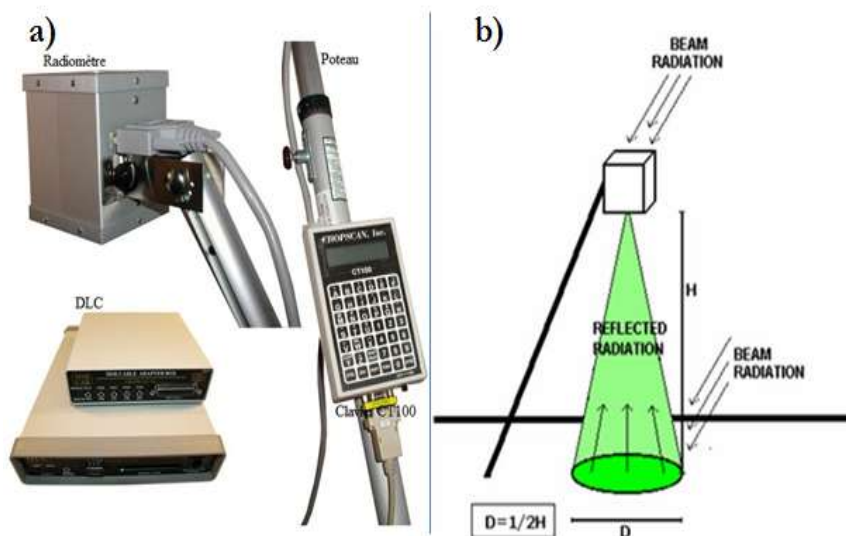 a)
Radiomètre
Poteau
CROPSCAN, Inc.
CT100
DLC
Clavier CT100
b)
BEAM
RADIATION
H
REFLECTED
RADIATION
BEAM
RADIATION
D=1/2H
D